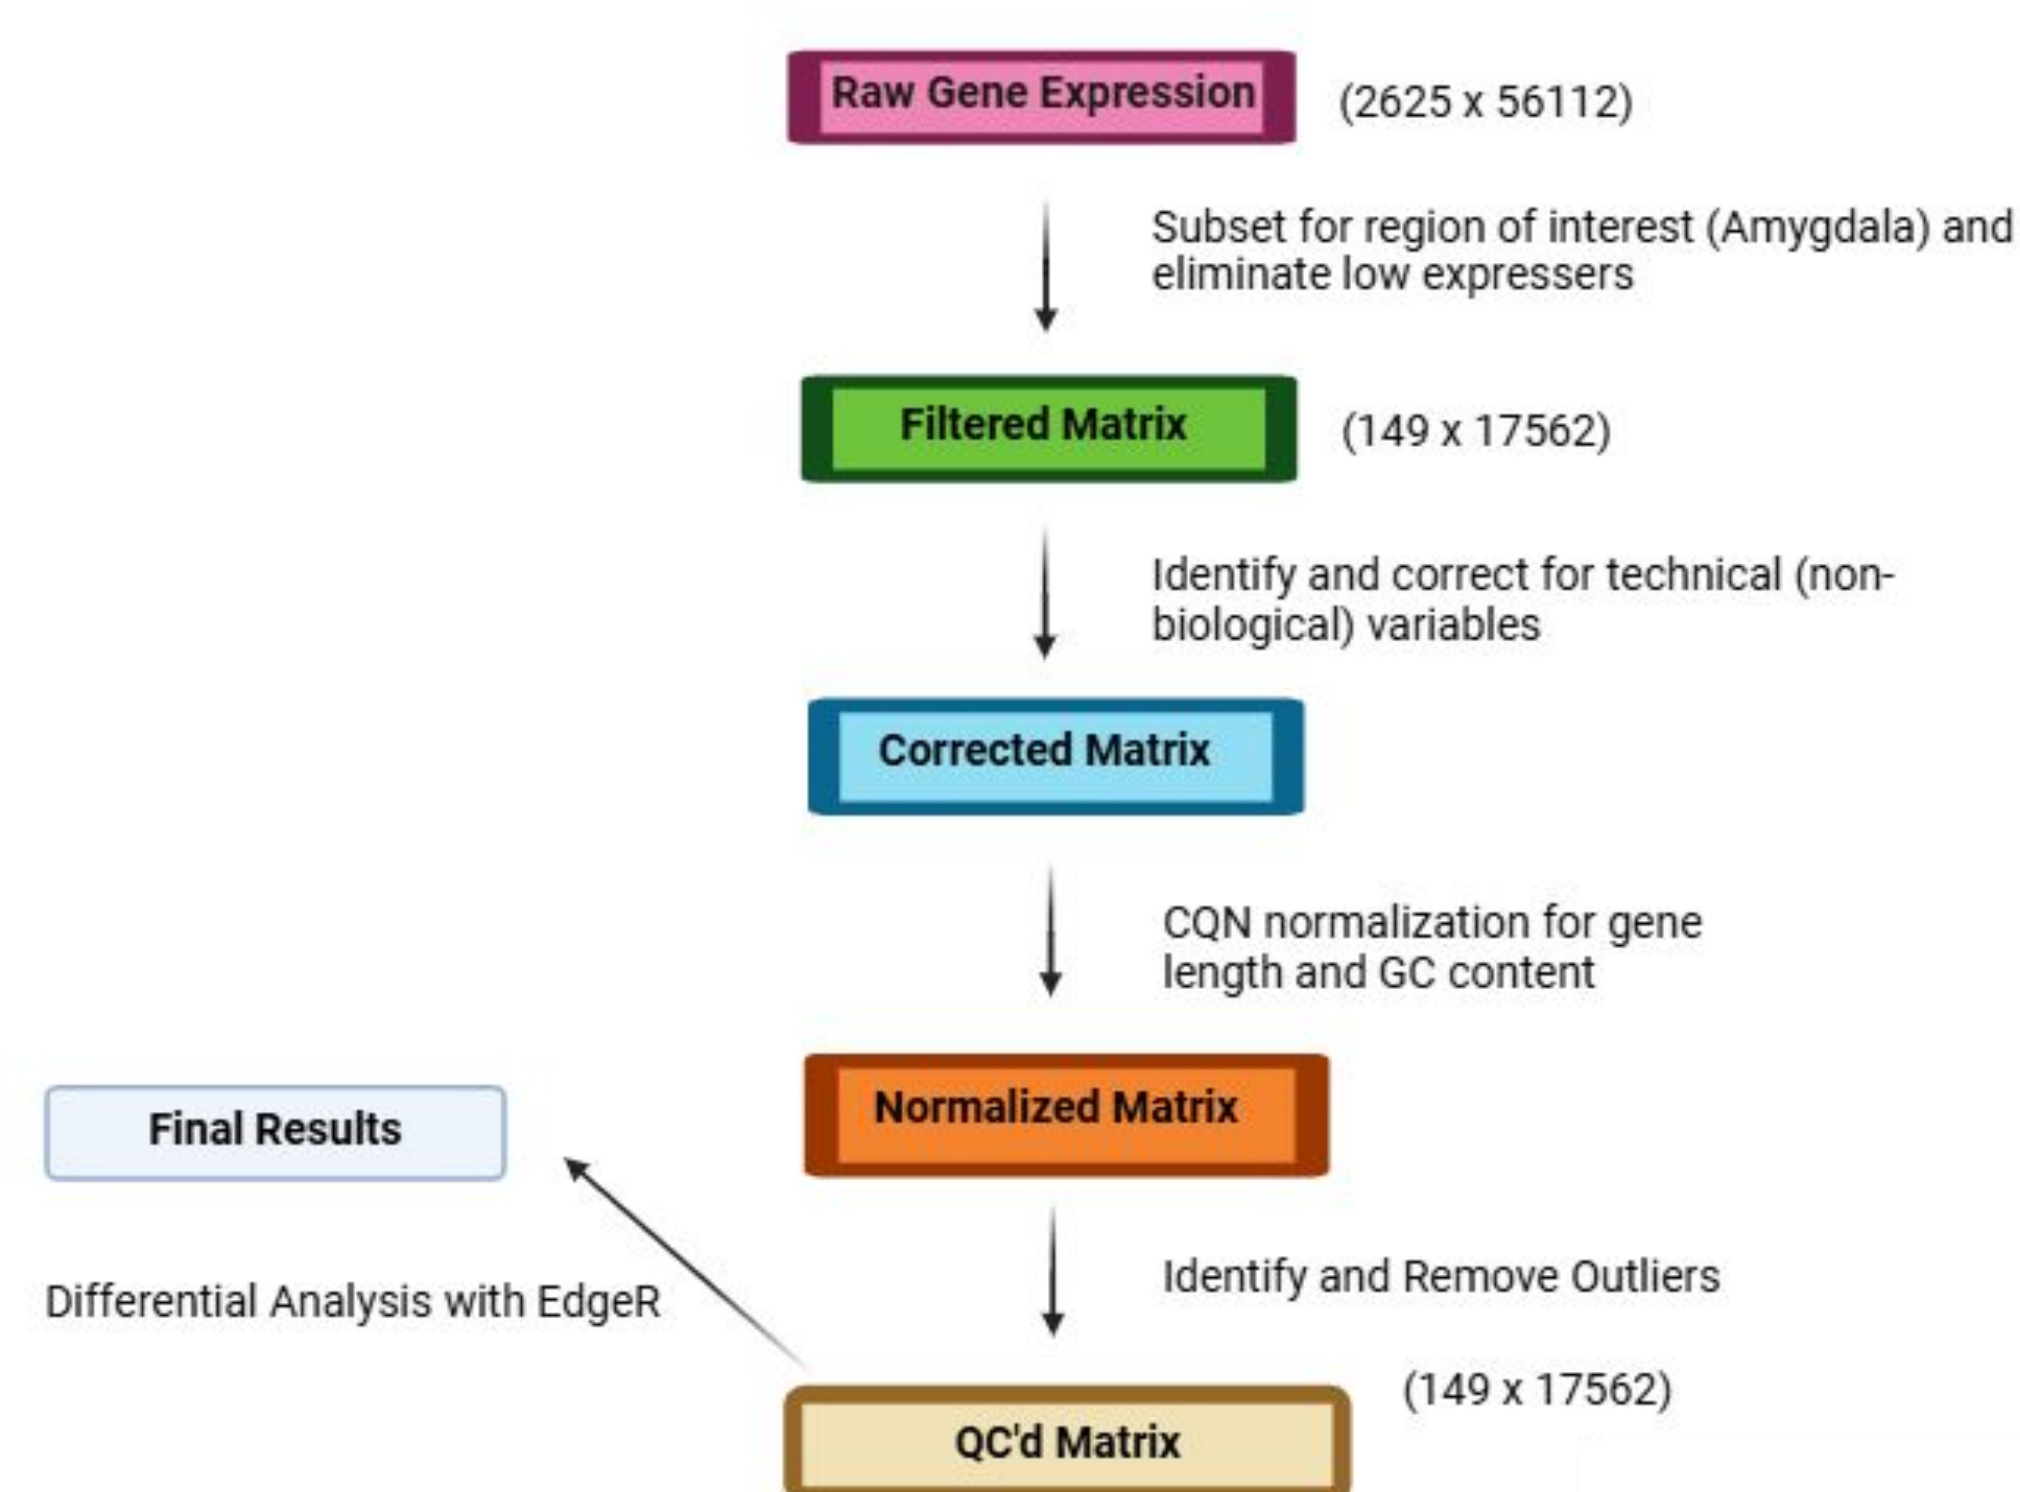 Raw Gene Expression
(2625 x 56112)
Subset for region of interest (Amygdala) and
eliminate low expressers
Filtered Matrix
(149 x 17562)
Identify and correct for technical (non-
biological) variables
Corrected Matrix
CQN normalization for gene
length and GC content
Normalized Matrix
Identify and Remove Outliers
(149 x 17562)
QC'd Matrix
Differential Analysis with EdgeR
Final Results